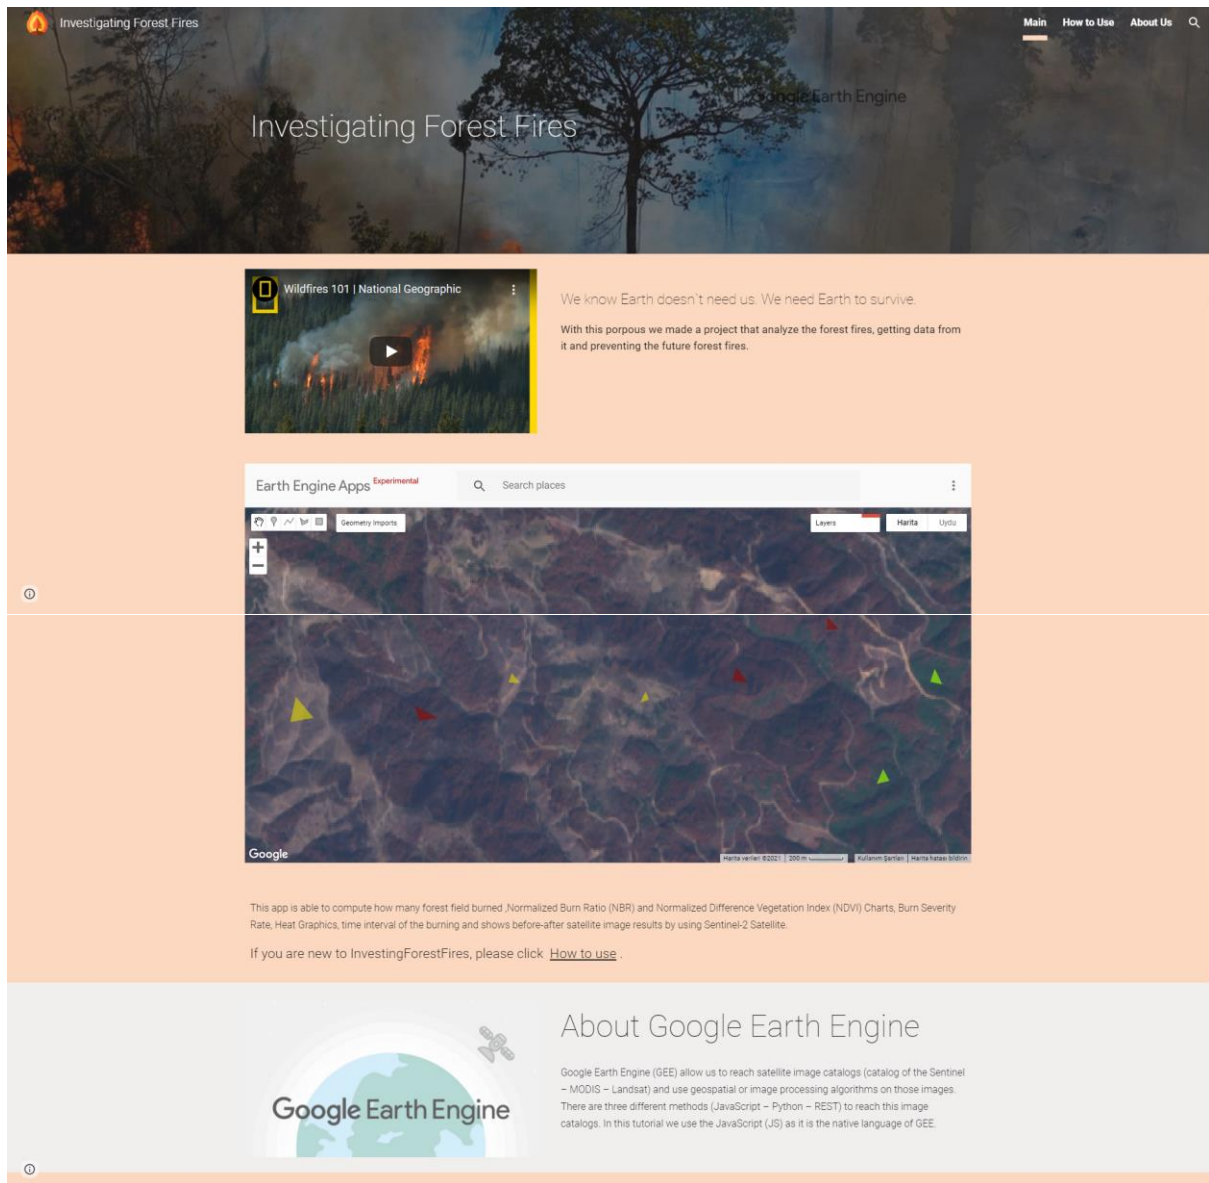 Investigating Forest Fires
Main How to Use About Us
Google Earth Engine
Investigating Forest Fires
Wildfires 101 | National Geographic
We know Earth doesn't need us. We need Earth to survive.
With this porpous we made a project that analyze the forest fires, getting data from
it and preventing the future forest fires.
Earth Engine Apps Experimental
Search places
Geometry Imports
Layers
Harita Uydu
Google
Harita verileri ©2021 200 m Kullanım Şartları Harita hatası bildirin
This app is able to compute how many forest field burned ,Normalized Burn Ratio (NBR) and Normalized Difference Vegetation Index (NDVI) Charts, Burn Severity
Rate, Heat Graphics, time interval of the burning and shows before-after satellite image results by using Sentinel-2 Satellite.
If you are new to InvestingForestFires, please click How to use .
Google Earth Engine
About Google Earth Engine
Google Earth Engine (GEE) allow us to reach satellite image catalogs (catalog of the Sentinel
– MODIS – Landsat) and use geospatial or image processing algorithms on those images.
There are three different methods (JavaScript – Python – REST) to reach this image
catalogs. In this tutorial we use the JavaScript (JS) as it is the native language of GEE.